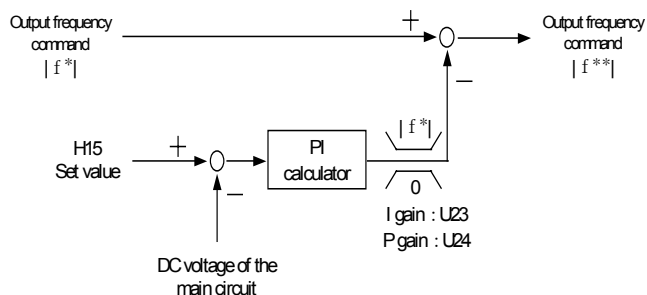 Output frequency
command
| f *|
+
−
Output frequency
command
| f **|
H15
Set value
+
−
PI
calculator
| f *|
0
I gain : U23
P gain : U24
DC voltage of the
main circuit